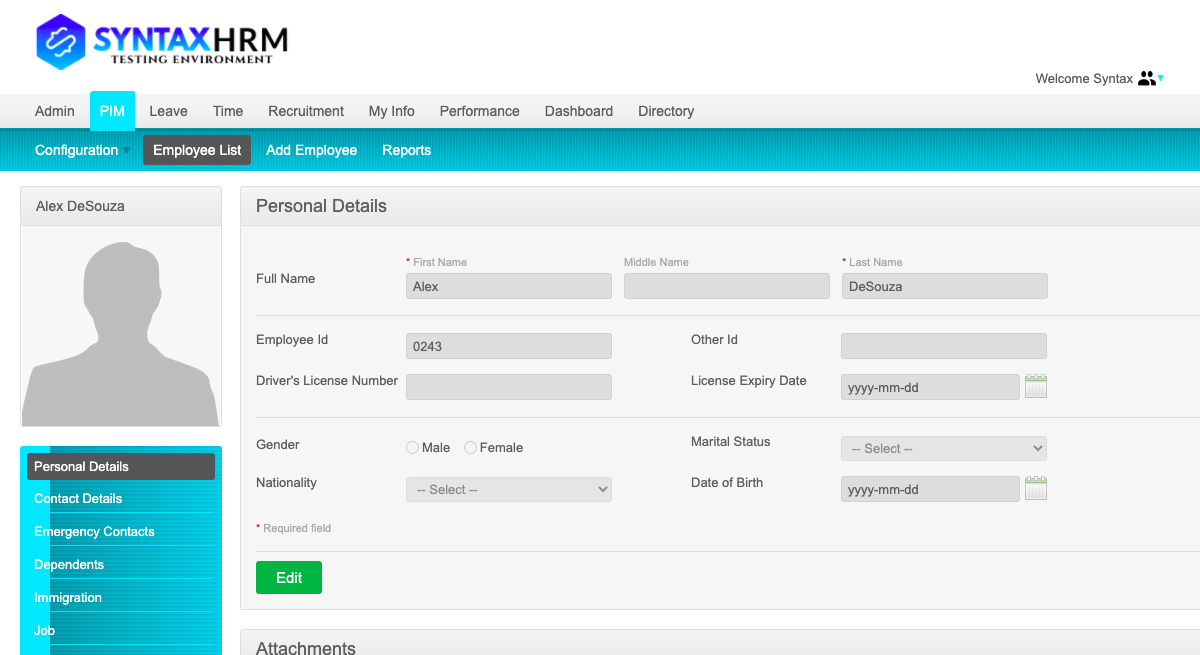 SYNTAXHRM
TESTING ENVIRONMENT
Welcome Syntax
Admin PIM Leave Time Recruitment My Info Performance Dashboard Directory
Configuration Employee List Add Employee Reports
Alex DeSouza
Personal Details
Contact Details
Emergency Contacts
Dependents
Immigration
Job
Personal Details
* First Name Middle Name * Last Name
Full Name Alex DeSouza
Employee Id 0243 Other Id
Driver's License Number License Expiry Date yyyy-mm-dd
Gender Male Female Marital Status -- Select --
Nationality -- Select -- Date of Birth yyyy-mm-dd
* Required field
Edit
Attachments